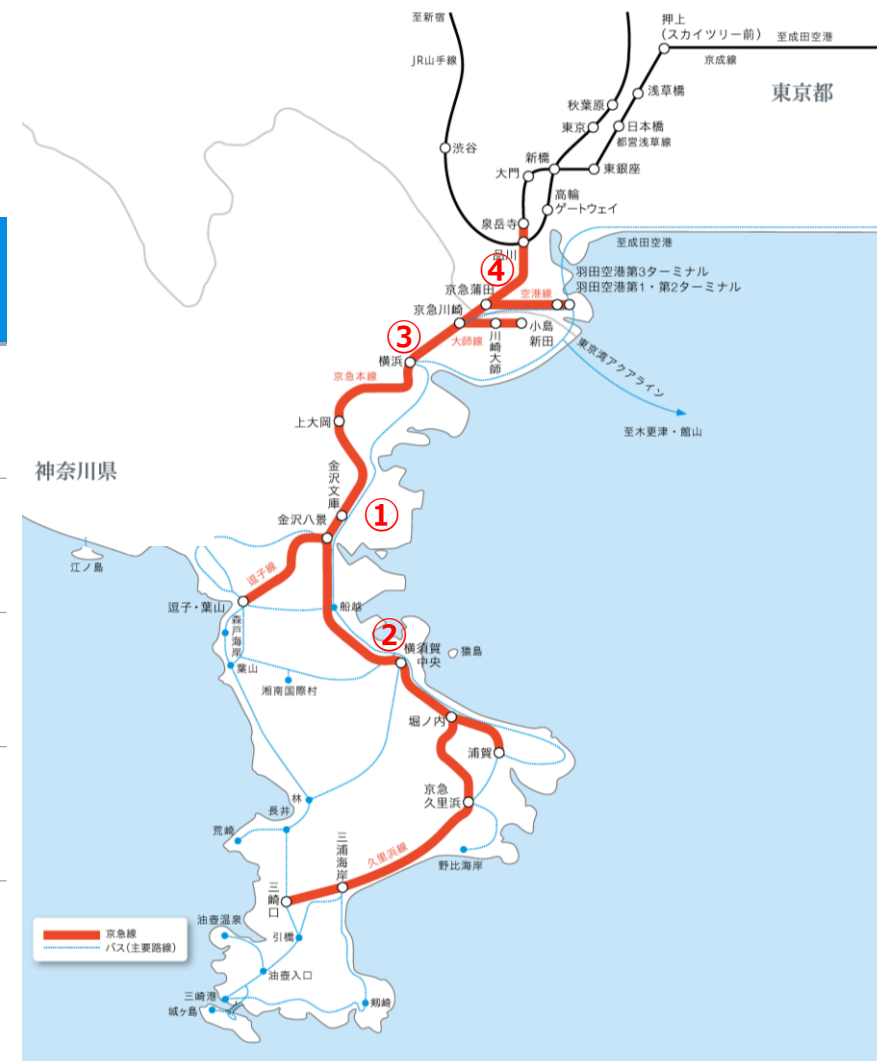 至新宿
JR山手線
押上
(スカイツリー前)
至成田空港
京成線
東京都
秋葉原
浅草橋
東京
日本橋
都営浅草線
渋谷
新橋
大門
東銀座
高輪
ゲートウェイ
泉岳寺
品川
至成田空港
④
京急蒲田
空港線
羽田空港第3ターミナル
羽田空港第1・第2ターミナル
京急川崎
大師線
川崎大師
小島
新田
③
横浜
東京湾アクアライン
京急本線
至木更津・館山
上大岡
神奈川県
金沢文庫
①
金沢八景
江ノ島
逗子線
逗子・葉山
船越
森戸海岸
②
横須賀
中央
猿島
葉山
湘南国際村
堀ノ内
浦賀
京急
久里浜
林
長井
荒崎
三浦海岸
久里浜線
野比海岸
三崎口
京急線
バス(主要路線)
油壺温泉
引橋
油壺入口
三崎港
城ヶ島
剱崎